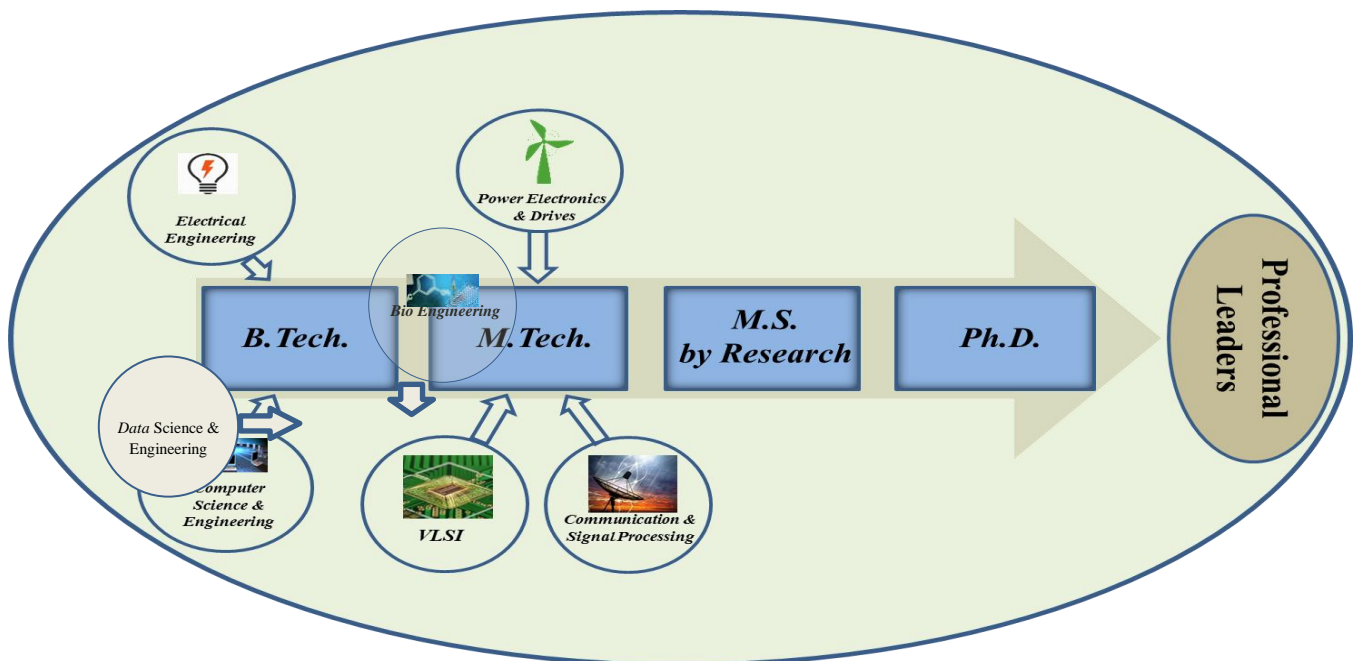 Electrical
Engineering
Power Electronics
& Drives
Bio Engineering
B.Tech.
M.Tech.
M.S.
by Research
Ph.D.
Professional
Leaders
Data Science &
Engineering
Computer
Science &
Engineering
VLSI
Communication &
Signal Processing